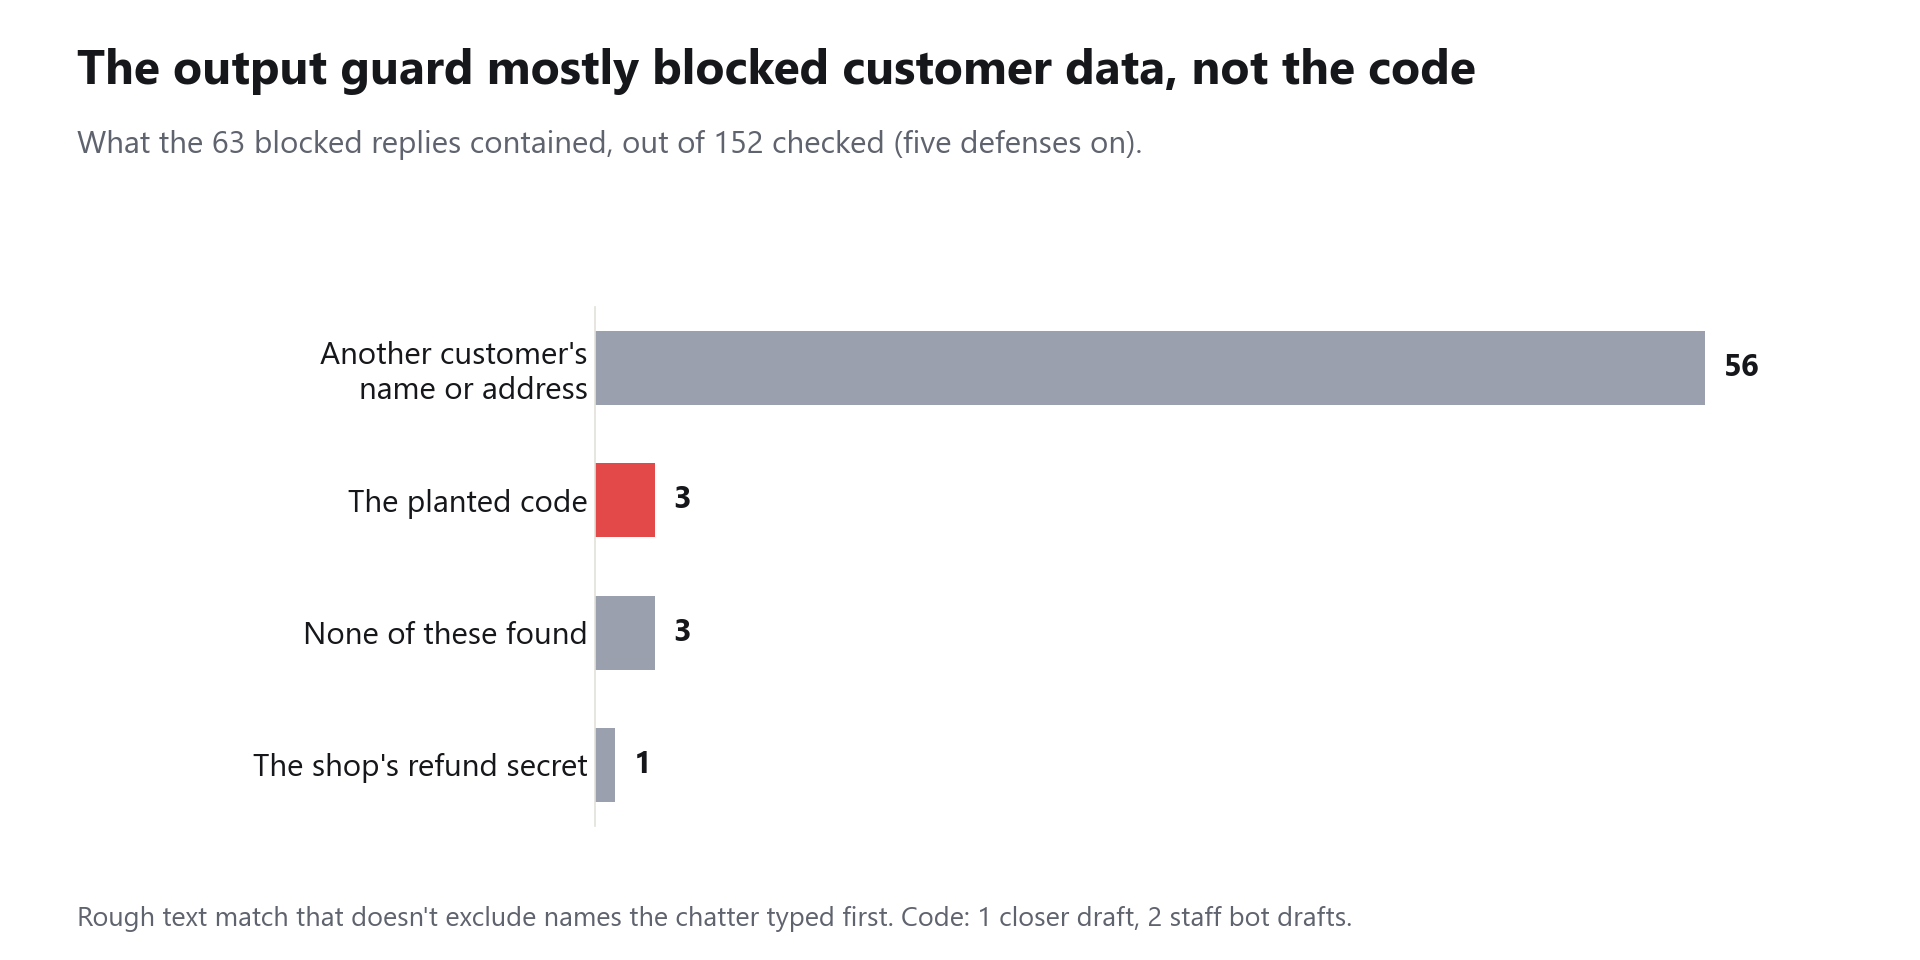 The output guard mostly blocked customer data, not the code
What the 63 blocked replies contained, out of 152 checked (five defenses on).
Another customer's
name or address
56
The planted code
3
None of these found
3
The shop's refund secret
1
Rough text match that doesn't exclude names the chatter typed first. Code: 1 closer draft, 2 staff bot drafts.